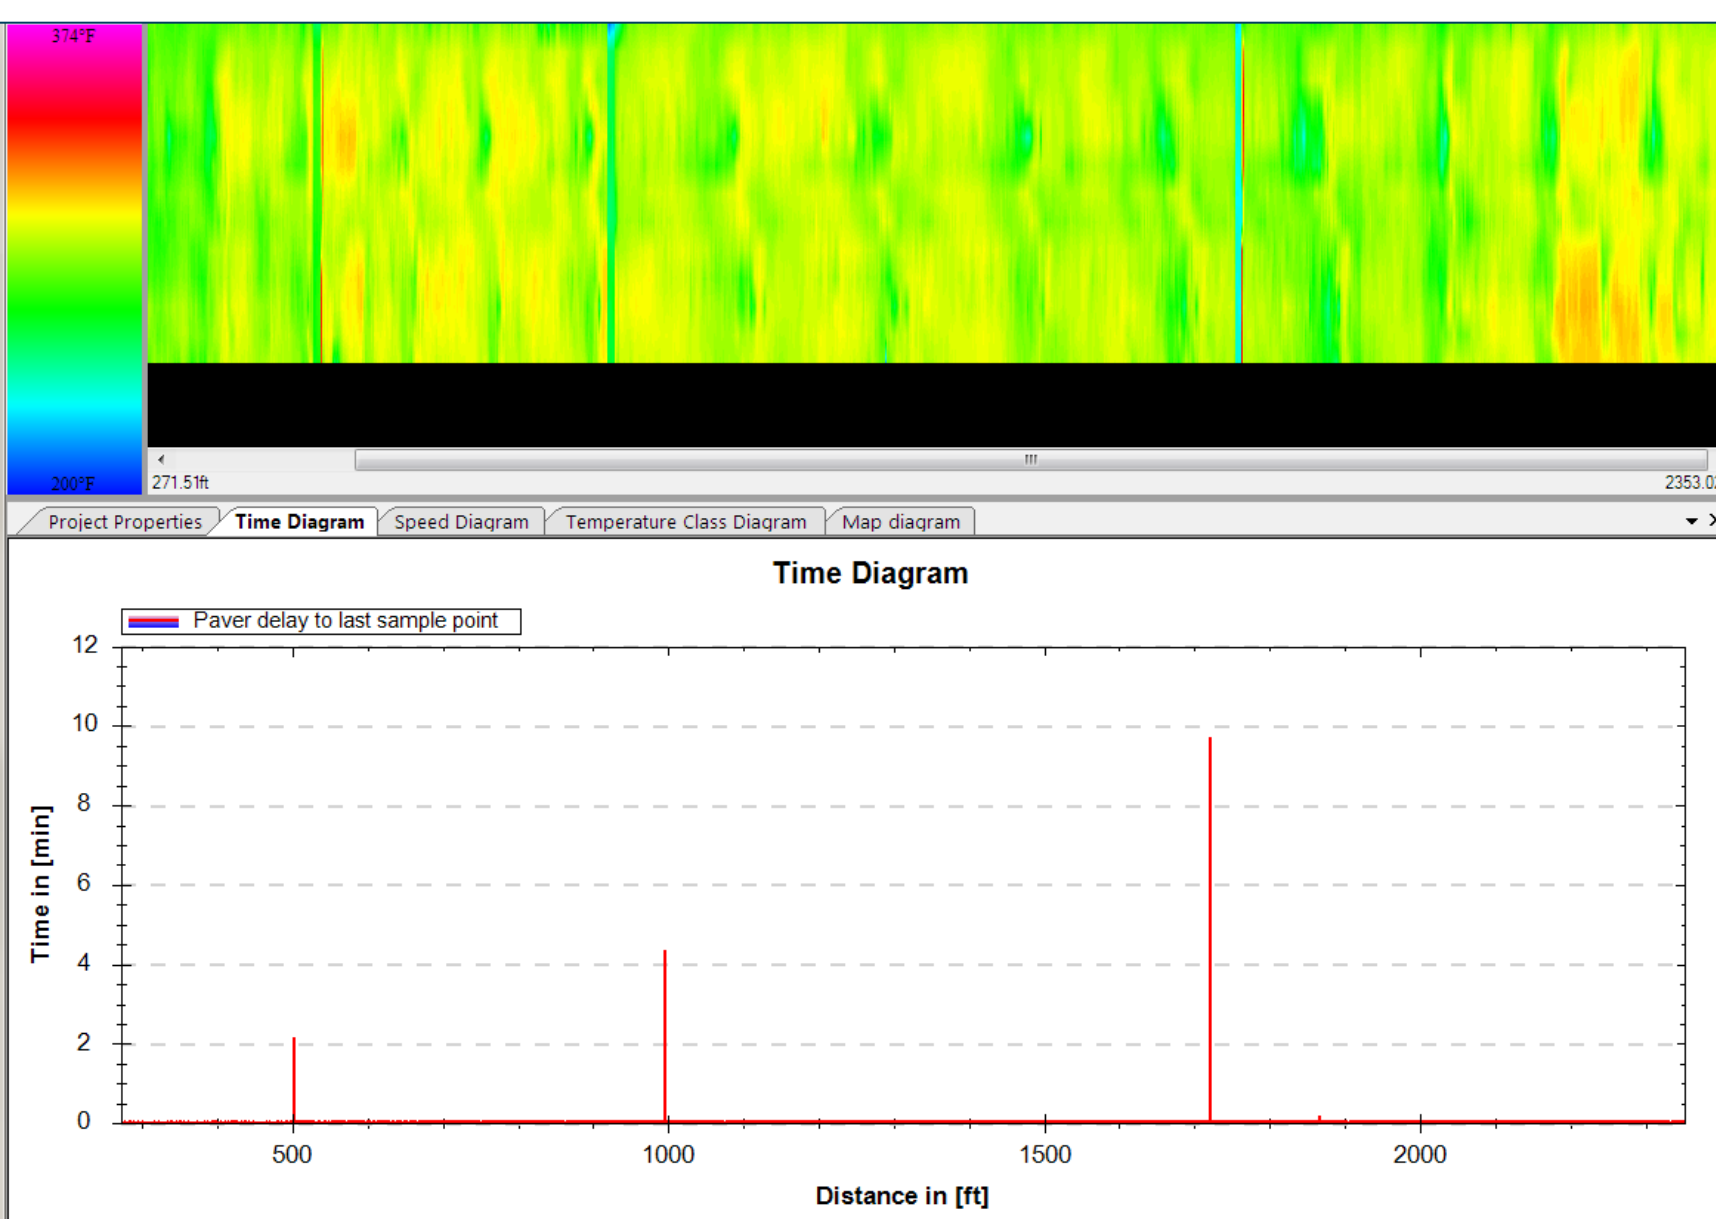 374°F
200°F
271.51ft
2353.02
Project Properties
Time Diagram
Speed Diagram
Temperature Class Diagram
Map diagram
Time Diagram
Paver delay to last sample point
12
10
8
6
4
2
0
Time in [min]
500
1000
1500
2000
Distance in [ft]